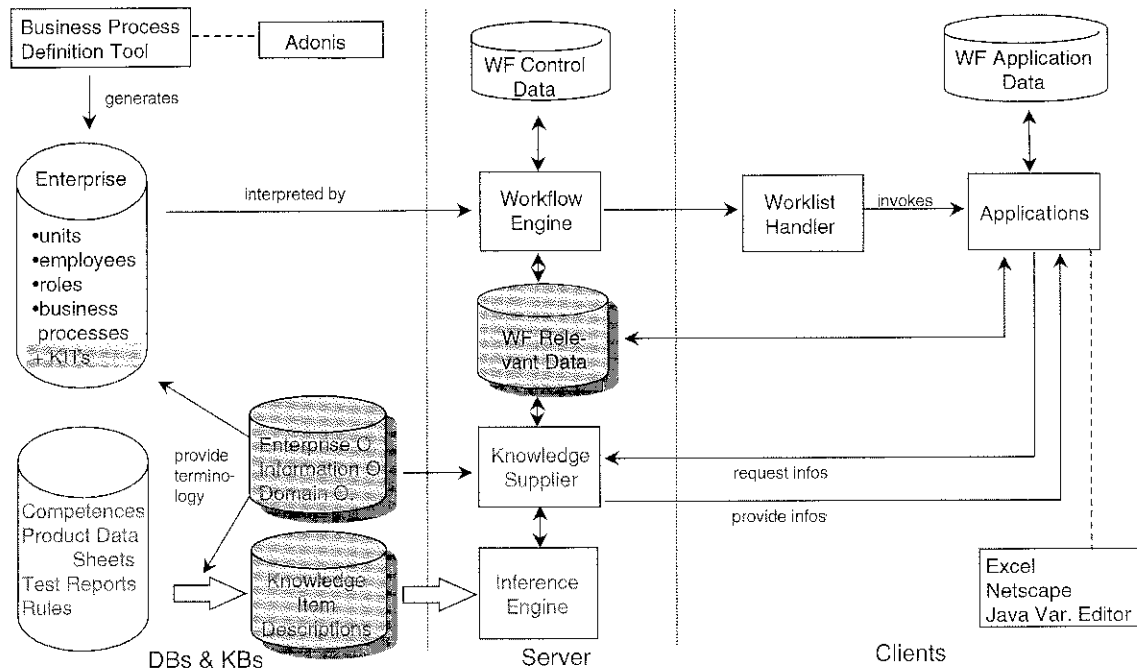 Business Process
Definition Tool
Adonis
generates
WF Control
Data
WF Application
Data
Enterprise
•units
•employees
•roles
•business
processes
+ KITs
interpreted by
Workflow
Engine
Worklist
Handler
invokes
Applications
WF Rele-
vant Data
provide
termino-
logy
Enterprise O
Information O
Domain O.
Knowledge
Supplier
request infos
provide infos
Competences
Product Data
Sheets
Test Reports
Rules
Knowledge
Item
Descriptions
Inference
Engine
Excel
Netscape
Java Var. Editor
DBs & KBs
Server
Clients